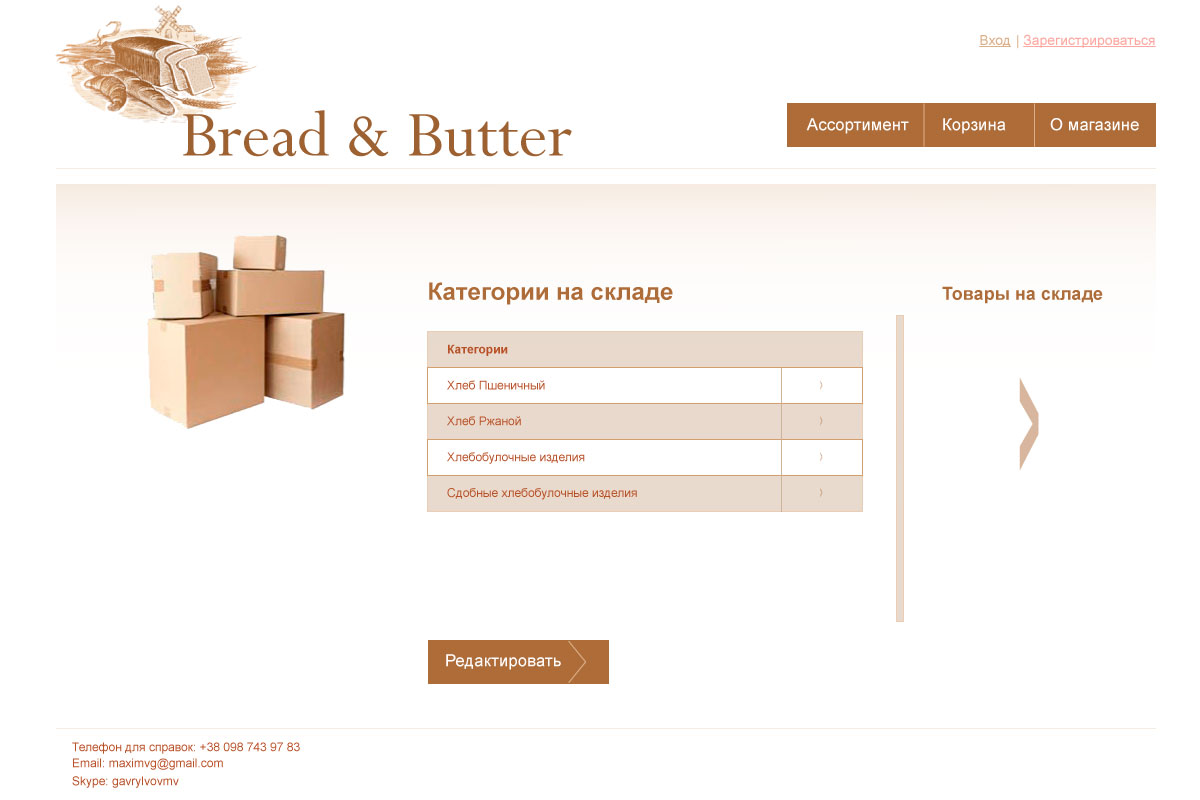 Вход | Зарегистрироваться
Bread & Butter
Ассортимент Корзина О магазине
Категории на складе
Товары на складе
Категории
Хлеб Пшеничный
Хлеб Ржаной
Хлебобулочные изделия
Сдобные хлебобулочные изделия
Редактировать
Телефон для справок: +38 098 743 97 83
Email: maximvg@gmail.com
Skype: gavrylvovmv